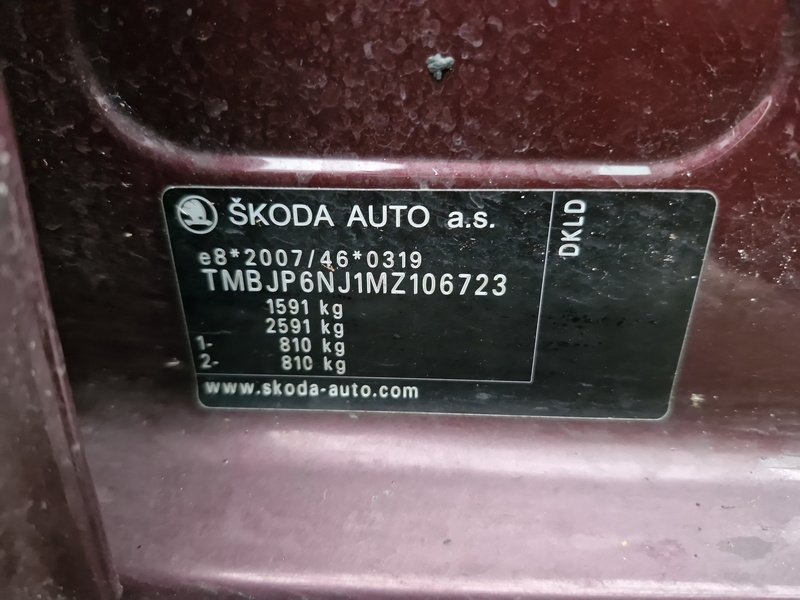 ŠKODA AUTO a.s.
e8*2007/46*0319
TMBJP6NJ1MZ106723
1591 kg
2591 kg
1- 810 kg
2- 810 kg
www.skoda-auto.com
DKLD